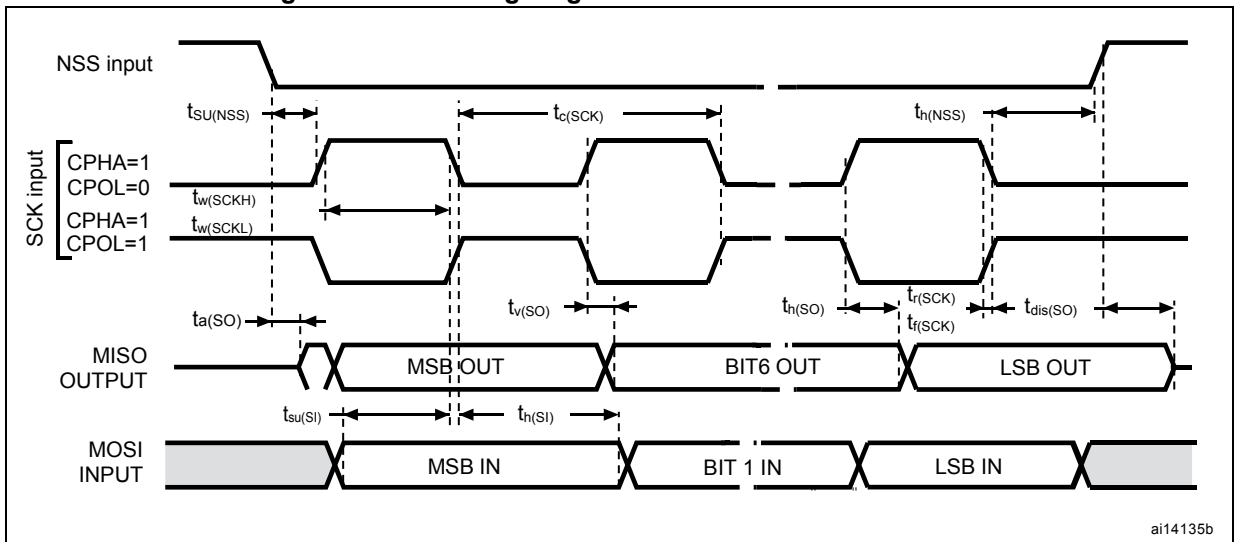 NSS input
tSU(NSS)
tc(SCK)
th(NSS)
SCK input
CPHA=1
CPOL=0
tw(SCKH)
CPHA=1
tw(SCKL)
CPOL=1
ta(SO)
tv(SO)
th(SO)
tr(SCK)
tf(SCK)
tdis(SO)
MISO
OUTPUT
MSB OUT
BIT6 OUT
LSB OUT
tsu(SI)
th(SI)
MOSI
INPUT
MSB IN
BIT 1 IN
LSB IN
ai14135b